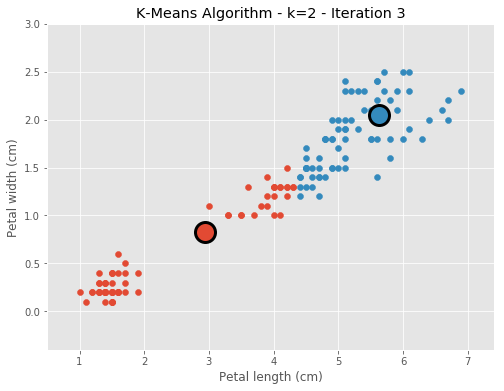 K-Means Algorithm - k=2 - Iteration 3
3.0
2.5
2.0
1.5
1.0
0.5
0.0
Petal width (cm)
1 2 3 4 5 6 7
Petal length (cm)